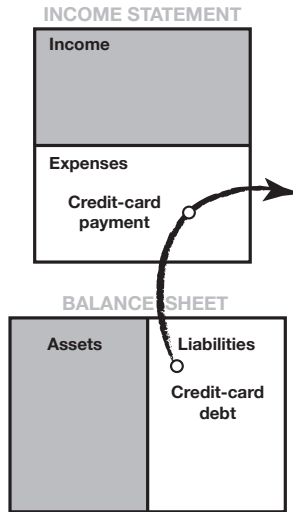 INCOME STATEMENT
Income
Expenses
Credit-card
payment
BALANCE SHEET
Assets
Liabilities
Credit-card
debt